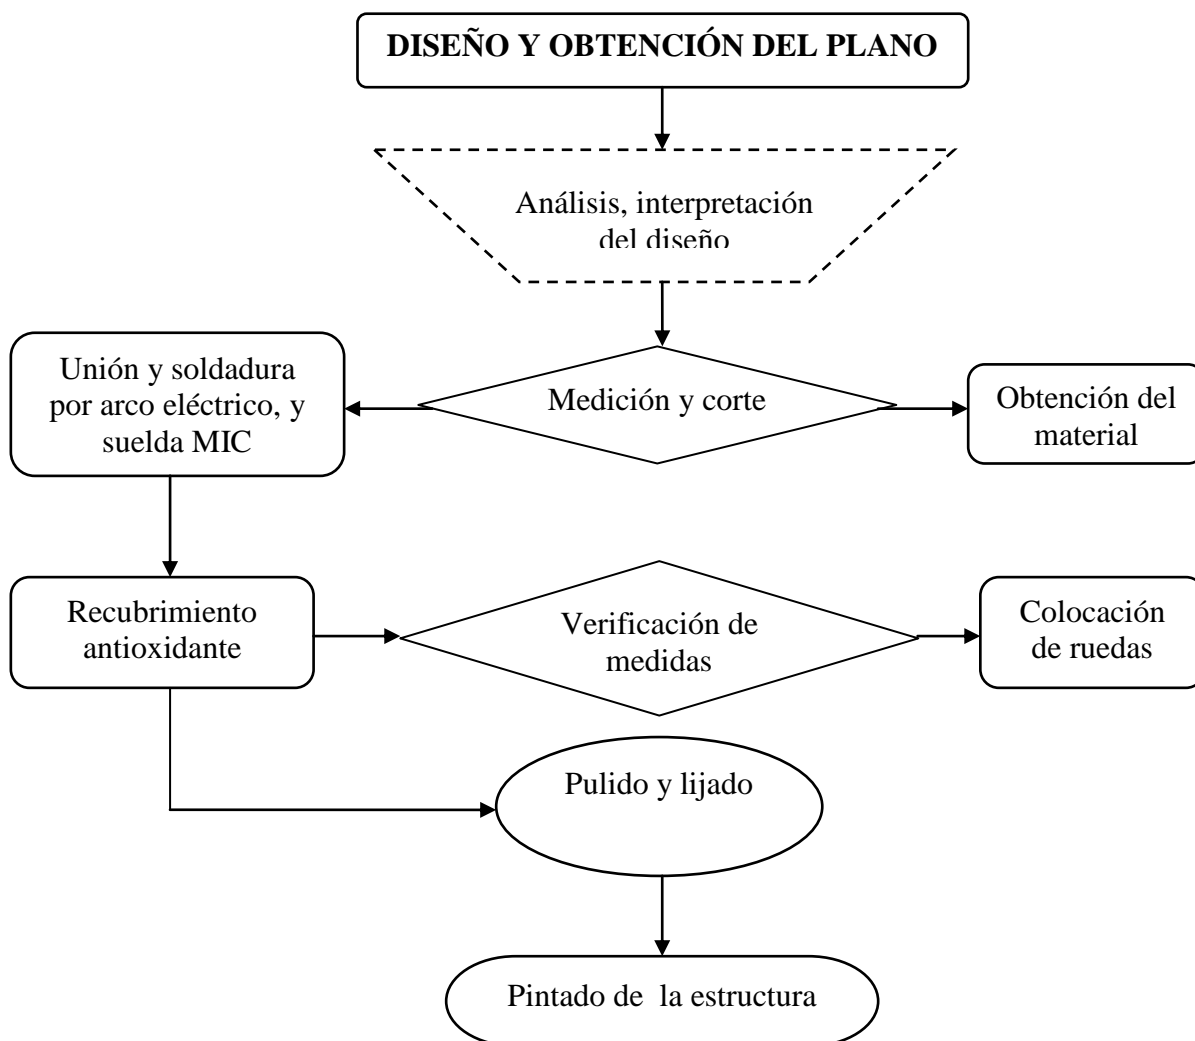 DISEÑO Y OBTENCIÓN DEL PLANO
Análisis, interpretación
del diseño
Unión y soldadura
por arco eléctrico, y
suelda MIC
Medición y corte
Obtención del
material
Recubrimiento
antioxidante
Verificación de
medidas
Colocación
de ruedas
Pulido y lijado
Pintado de  la estructura